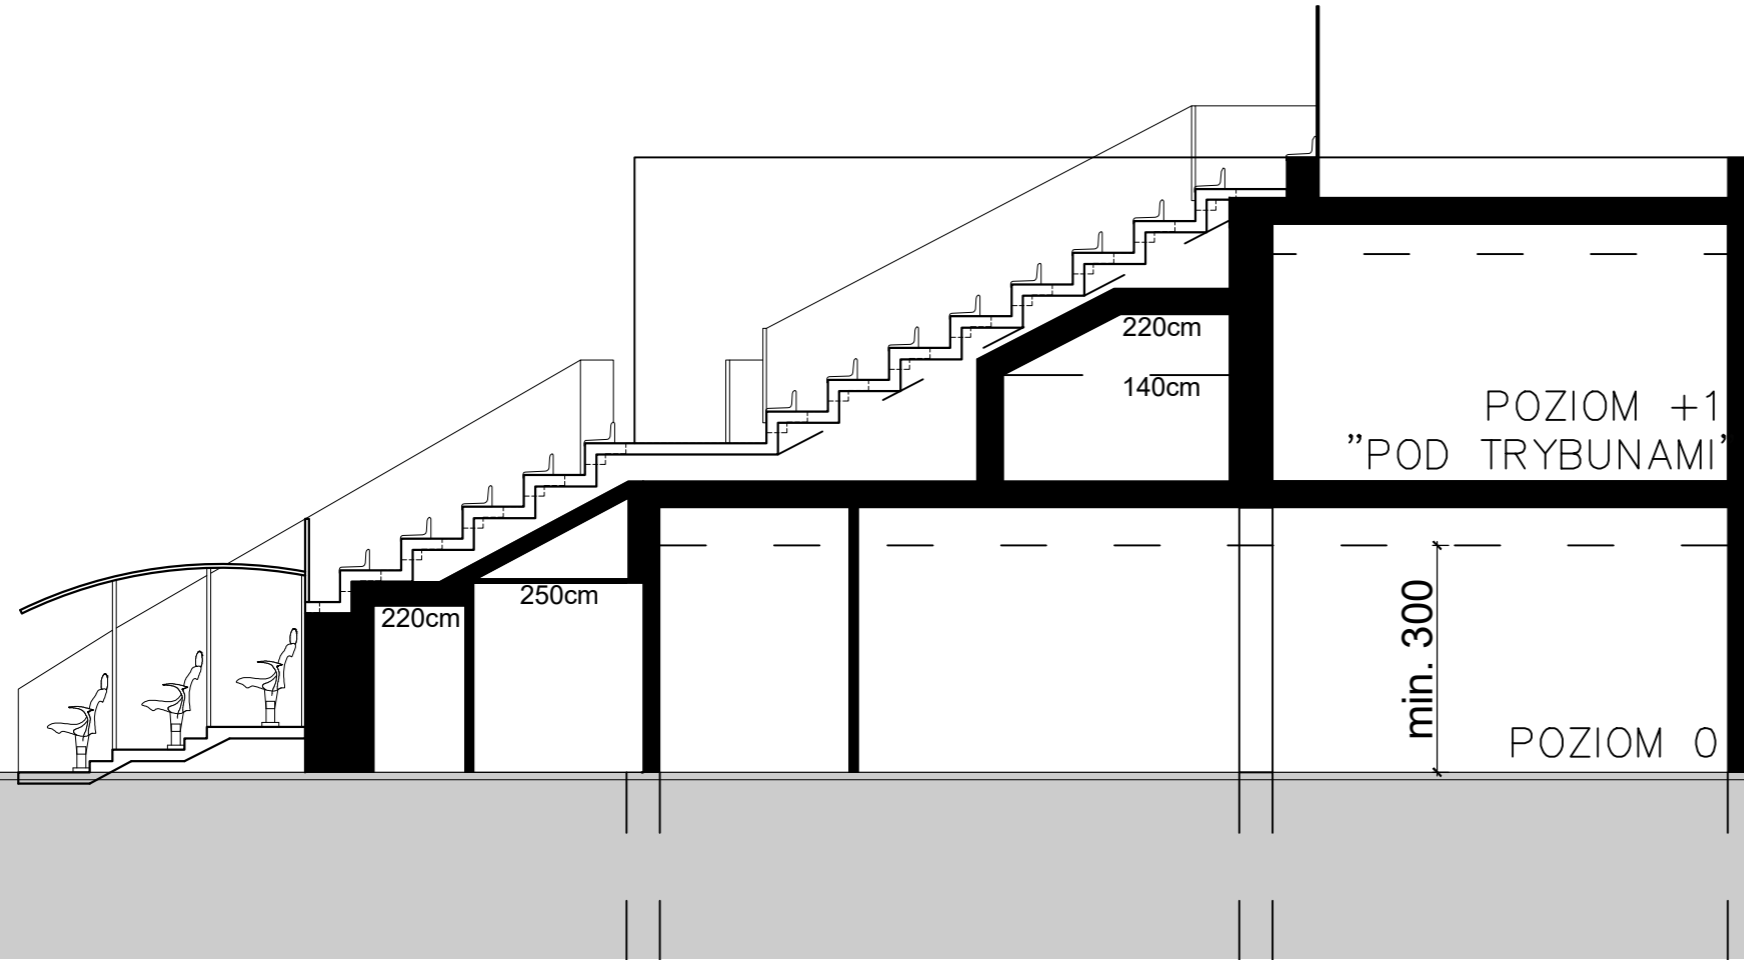 220cm
140cm
POZIOM +1
”POD TRYBUNAMI’
250cm
220cm
min. 300
POZIOM 0